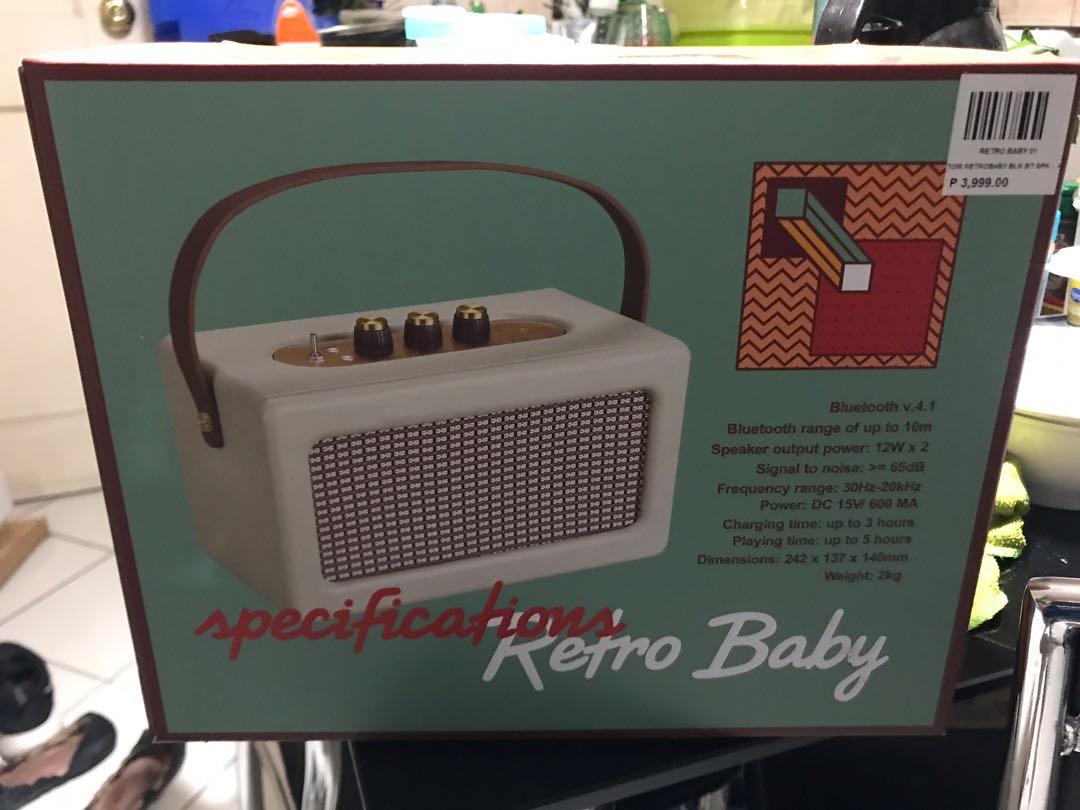 RETRO BABY 01
TOM RETROBABY BLK BT SPK
P 3,999.00
Bluetooth v.4.1
Bluetooth range of up to 10m
Speaker output power: 12W x 2
Signal to noise: >= 65dB
Frequency range: 30Hz-20kHz
Power: DC 15V/ 600 MA
Charging time: up to 3 hours
Playing time: up to 5 hours
Dimensions: 242 x 137 x 140mm
Weight: 2kg
specifications
Retro Baby